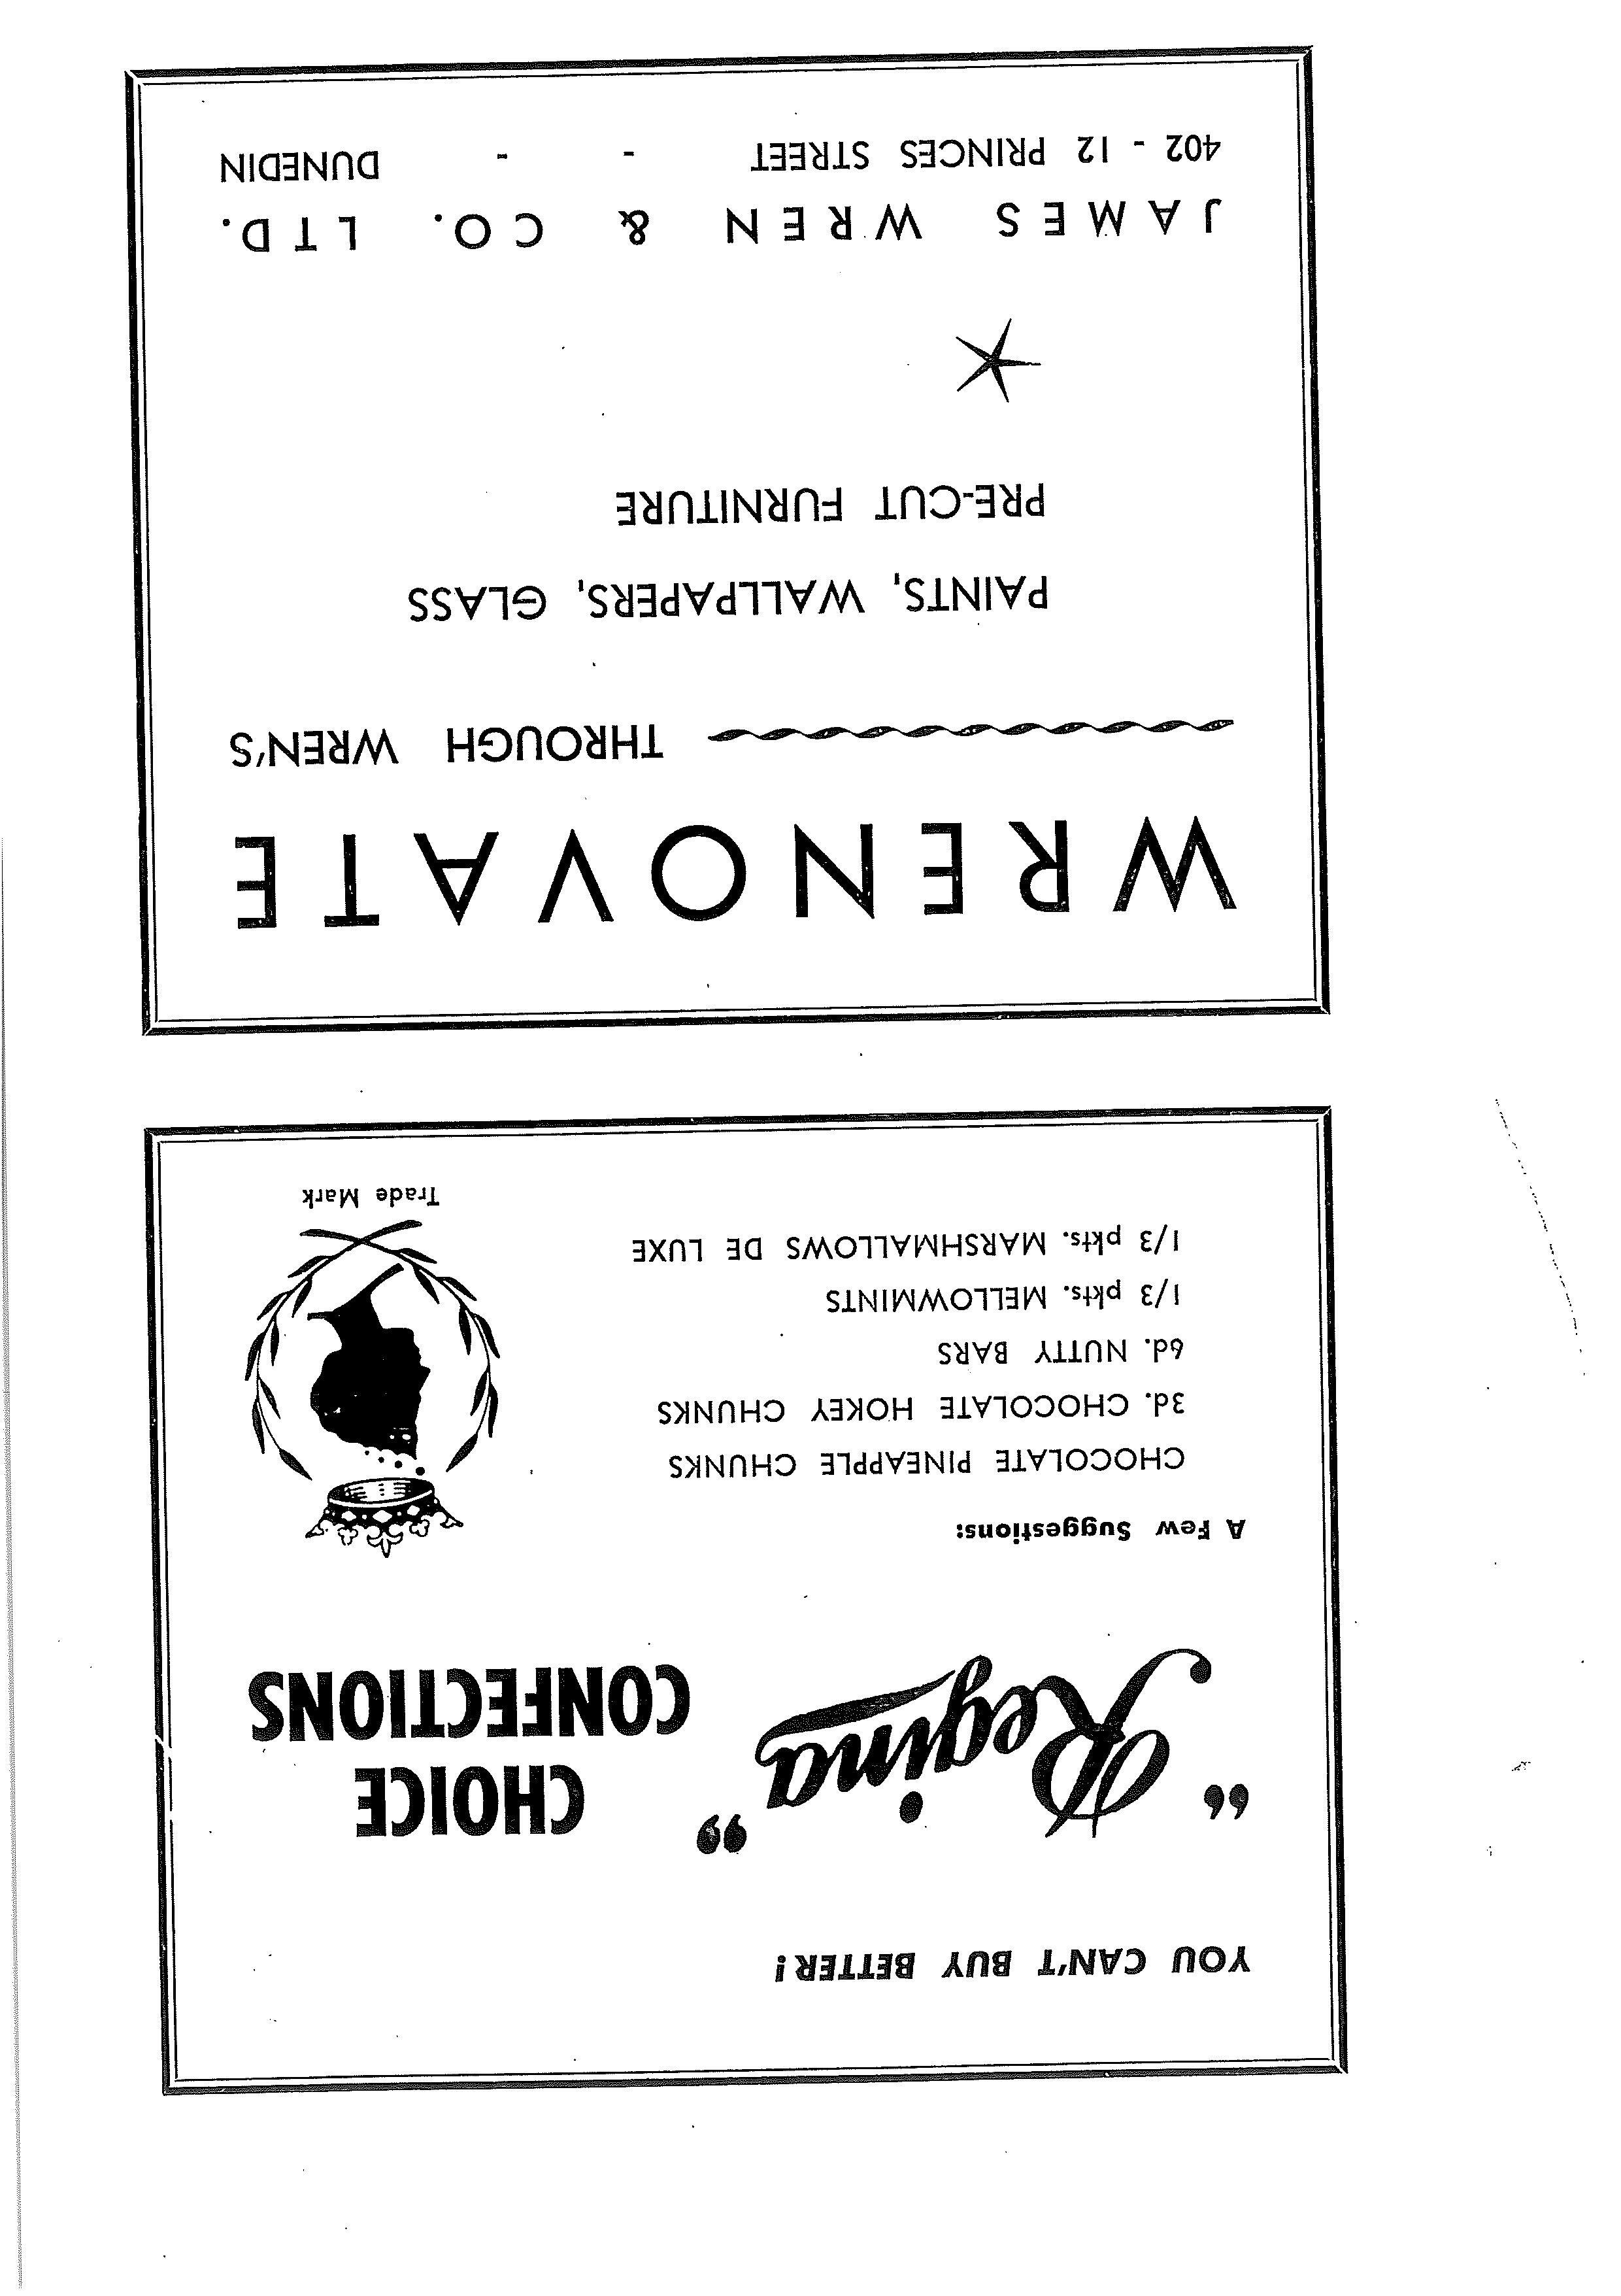 YOU CAN'T BUY BETTER!
"Regina" CHOICE
CONFECTIONS
A Few Suggestions:
CHOCOLATE PINEAPPLE CHUNKS
3d. CHOCOLATE HOKEY CHUNKS
6d. NUTTY BARS
1/3 pkts. MELLOWMINTS
1/3 pkts. MARSHMALLOWS DE LUXE
Trade Mark
WRENOVATE
THROUGH WREN'S
PAINTS, WALLPAPERS, GLASS
PRE-CUT FURNITURE
JAMES WREN & CO. LTD.
402 - 12 PRINCES STREET - - DUNEDIN